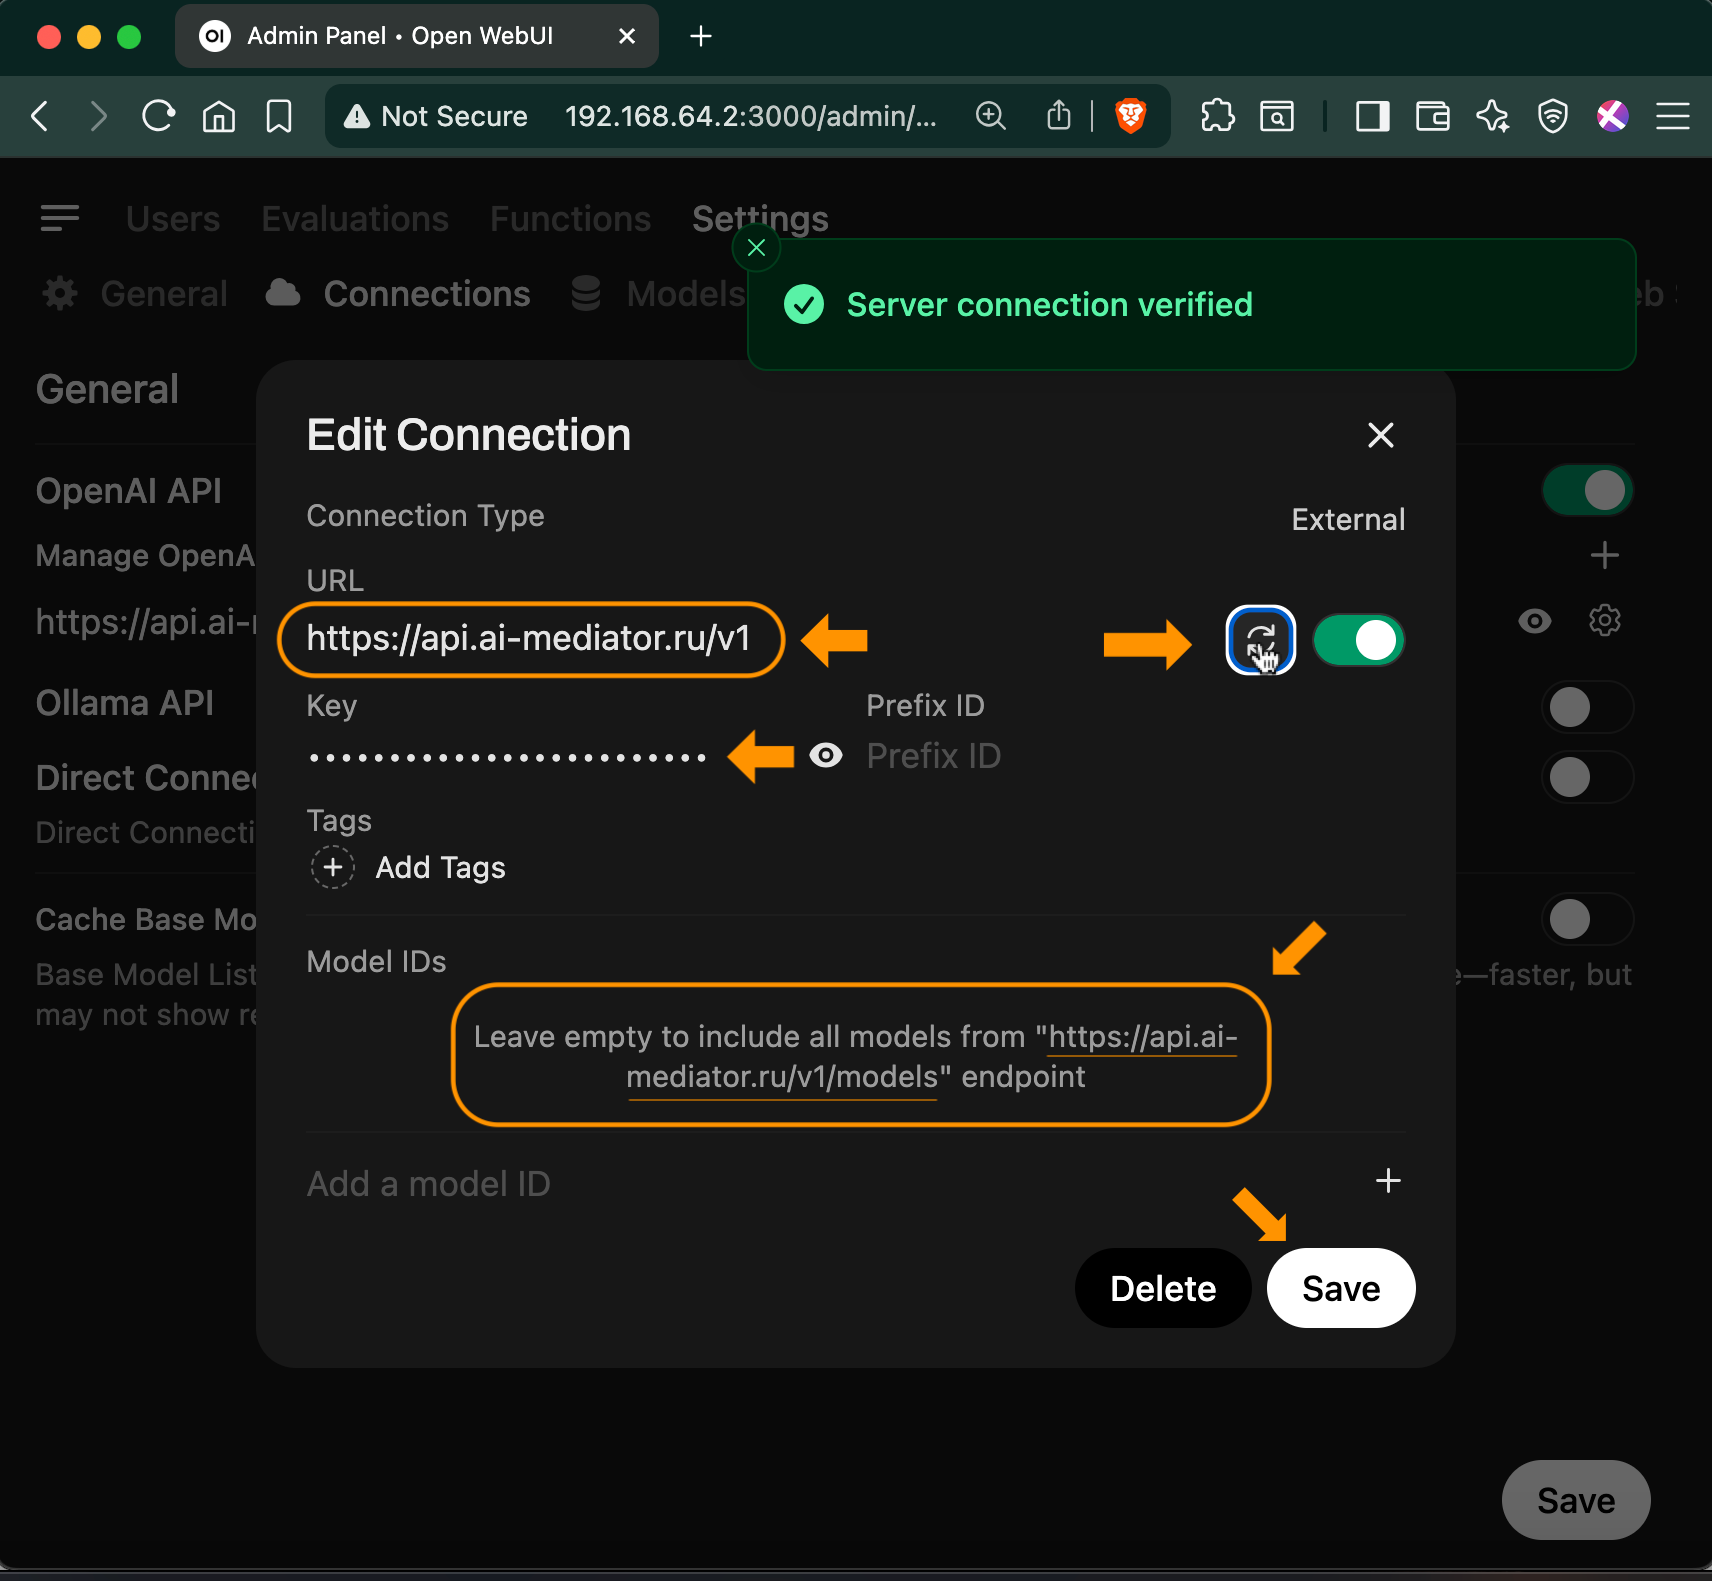 OI Admin Panel • Open WebUI
Not Secure 192.168.64.2:3000/admin/...
Users Evaluations Functions Settings
General Connections Models
Server connection verified
General
Edit Connection
OpenAI API
Connection Type External
Manage OpenA
URL
https://api.ai-
https://api.ai-mediator.ru/v1
Ollama API
Key Prefix ID
Prefix ID
Direct Conne
Direct Connecti
Tags
Add Tags
Cache Base Mo
Model IDs
Base Model List
—faster, but
may not show re
Leave empty to include all models from "https://api.ai-
mediator.ru/v1/models" endpoint
Add a model ID
Delete Save
Save